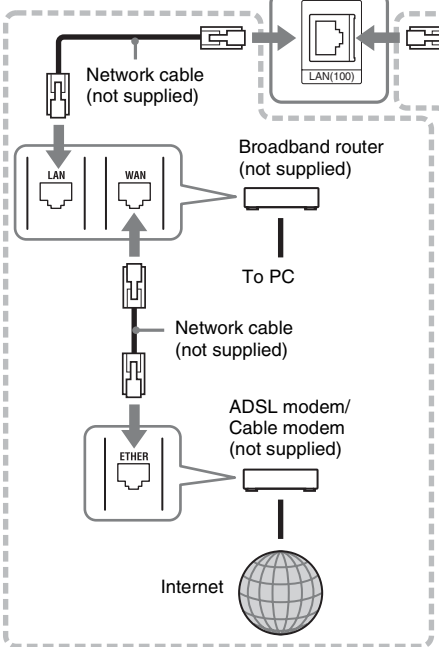 LAN(100)
Network cable
(not supplied)
Broadband router
(not supplied)
LAN
WAN
To PC
Network cable
(not supplied)
ADSL modem/
Cable modem
(not supplied)
ETHER
Internet